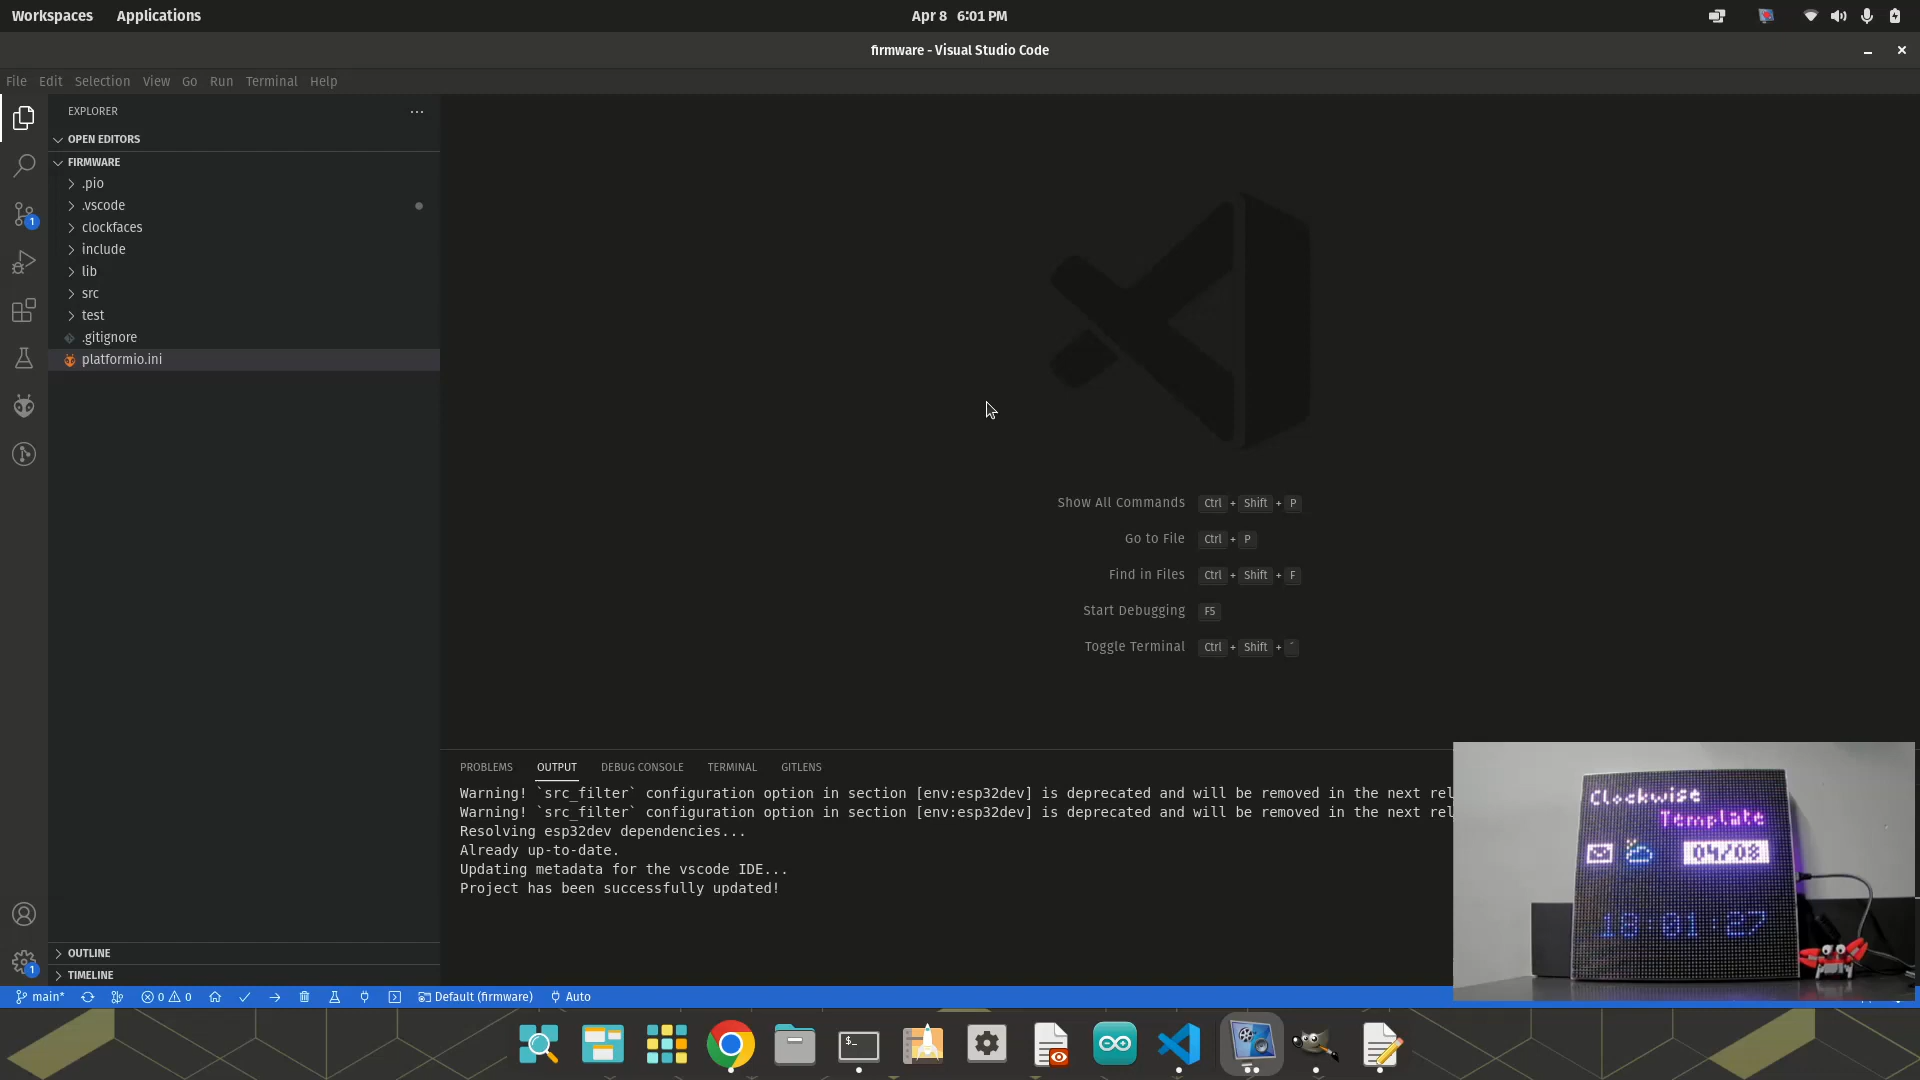 Workspaces Applications Apr 8 6:01 PM
firmware - Visual Studio Code
File Edit Selection View Go Run Terminal Help
EXPLORER
OPEN EDITORS
FIRMWARE
.pio
.vscode
clockfaces
include
lib
src
test
.gitignore
platformio.ini
1
Show All Commands Ctrl + Shift + P
Go to File Ctrl + P
Find in Files Ctrl + Shift + F
Start Debugging F5
Toggle Terminal Ctrl + Shift + ´
PROBLEMS OUTPUT DEBUG CONSOLE TERMINAL GITLENS
Warning! `src_filter` configuration option in section [env:esp32dev] is deprecated and will be removed in the next rel
Warning! `src_filter` configuration option in section [env:esp32dev] is deprecated and will be removed in the next rel
Resolving esp32dev dependencies...
Already up-to-date.
Updating metadata for the vscode IDE...
Project has been successfully updated!
Clockwise
Template
04/08
18:01:27
OUTLINE
TIMELINE
1
main* 0 0 Default (firmware) Auto
$_